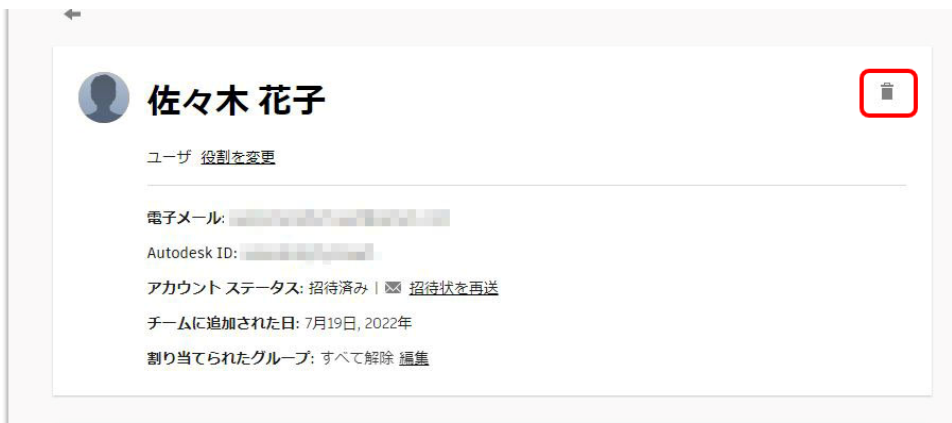 佐々木 花子
ユーザ 役割を変更
電子メール:
Autodesk ID:
アカウント ステータス: 招待済み | 招待状を再送
チームに追加された日: 7月19日, 2022年
割り当てられたグループ: すべて解除 編集